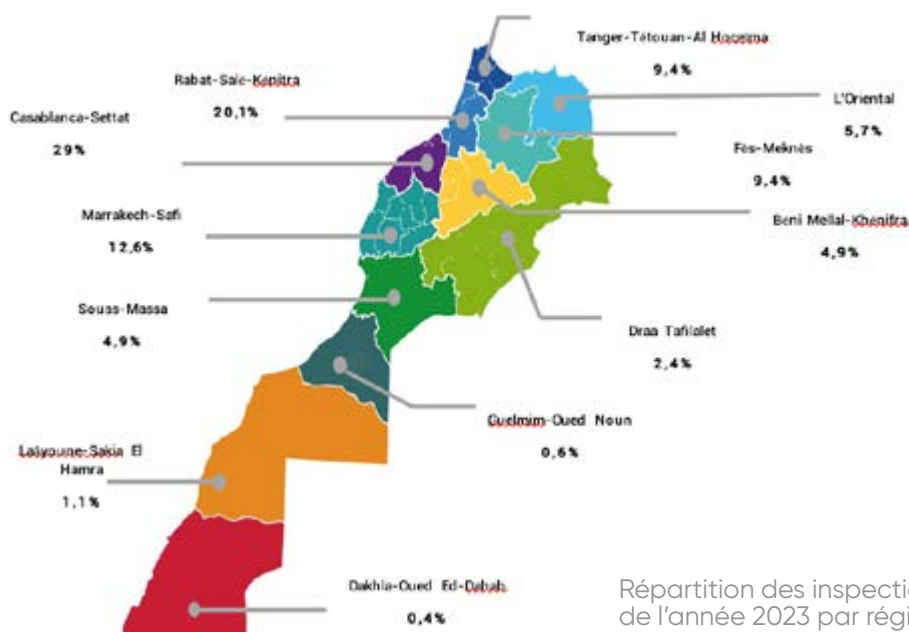 Tanger-Tétouan-Al Hoceima
9,4%
Rabat-Salé-Kenitra
20,1%
L'Oriental
5,7%
Casablanca-Settat
29%
Fès-Meknès
9,4%
Marrakech-Safi
12,6%
Beni Mellal-Khenifra
4,9%
Souss-Massa
4,9%
Draa Tafilalet
2,4%
Guelmim-Oued Noun
0,6%
Laâyoune-Sakia El
Hamra
1,1%
Dakhla-Oued Ed-Dahab
0,4%
Répartition des inspectio
de l'année 2023 par régi